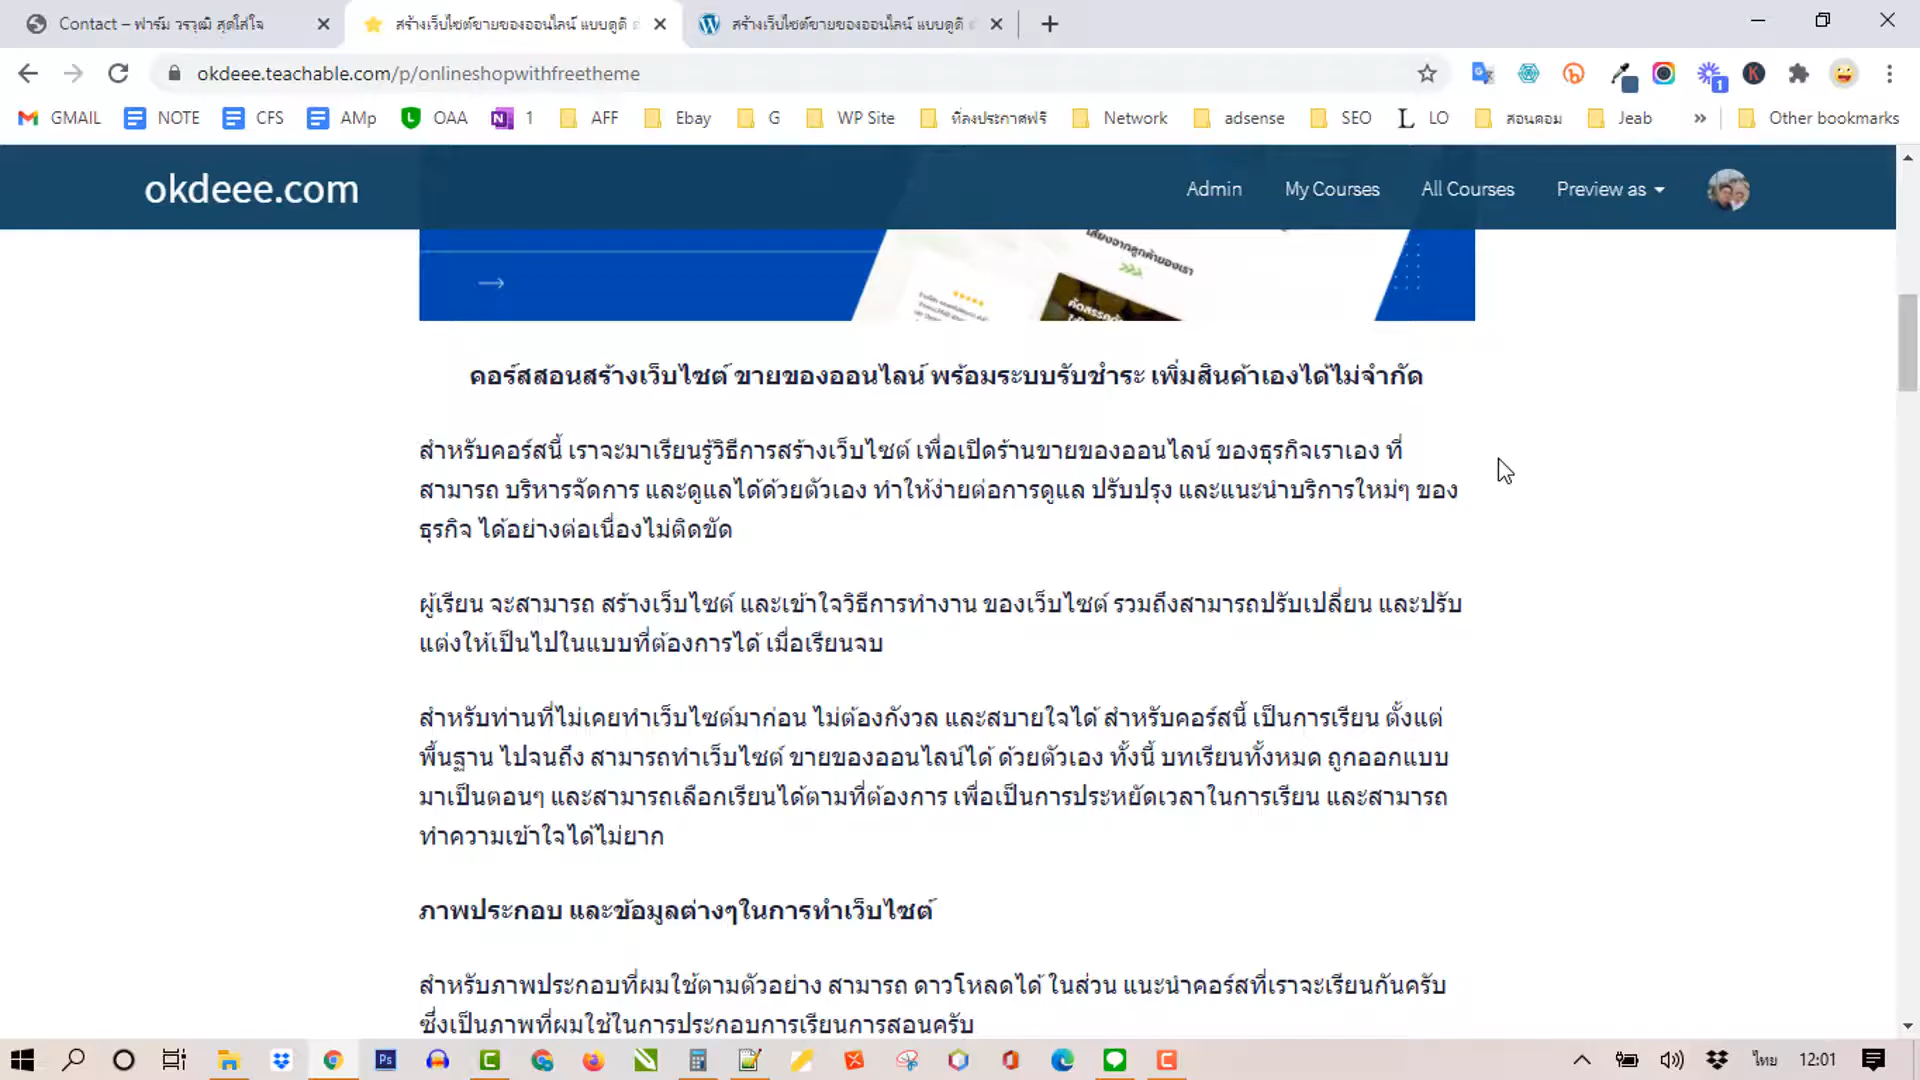 Contact – ฟาร์ม วรวุฒิ สุดใส่ใจ
สร้างเว็บไซต์ขายของออนไลน์ แบบดูดี
สร้างเว็บไซต์ขายของออนไลน์ แบบดูดี
okdeee.teachable.com/p/onlineshopwithfreetheme
1
GMAIL NOTE CFS AMp OAA 1 AFF Ebay G WP Site ที่ลงประกาศฟรี Network adsense SEO LO สอนคอม Jeab » Other bookmarks
okdeee.com Admin My Courses All Courses Preview as
เสียงจากลูกค้าของเรา
คอร์สสอนสร้างเว็บไซต์ ขายของออนไลน์ พร้อมระบบรับชำระ เพิ่มสินค้าเองได้ไม่จำกัด
สำหรับคอร์สนี้ เราจะมาเรียนรู้วิธีการสร้างเว็บไซต์ เพื่อเปิดร้านขายของออนไลน์ ของธุรกิจเราเอง ที่
สามารถ บริหารจัดการ และดูแลได้ด้วยตัวเอง ทำให้ง่ายต่อการดูแล ปรับปรุง และแนะนำบริการใหม่ๆ ของ
ธุรกิจ ได้อย่างต่อเนื่องไม่ติดขัด
ผู้เรียน จะสามารถ สร้างเว็บไซต์ และเข้าใจวิธีการทำงาน ของเว็บไซต์ รวมถึงสามารถปรับเปลี่ยน และปรับ
แต่งให้เป็นไปในแบบที่ต้องการได้ เมื่อเรียนจบ
สำหรับท่านที่ไม่เคยทำเว็บไซต์มาก่อน ไม่ต้องกังวล และสบายใจได้ สำหรับคอร์สนี้ เป็นการเรียน ตั้งแต่
พื้นฐาน ไปจนถึง สามารถทำเว็บไซต์ ขายของออนไลน์ได้ ด้วยตัวเอง ทั้งนี้ บทเรียนทั้งหมด ถูกออกแบบ
มาเป็นตอนๆ และสามารถเลือกเรียนได้ตามที่ต้องการ เพื่อเป็นการประหยัดเวลาในการเรียน และสามารถ
ทำความเข้าใจได้ไม่ยาก
ภาพประกอบ และข้อมูลต่างๆในการทำเว็บไซต์
สำหรับภาพประกอบที่ผมใช้ตามตัวอย่าง สามารถ ดาวโหลดได้ ในส่วน แนะนำคอร์สที่เราจะเรียนกันครับ
ซึ่งเป็นภาพที่ผมใช้ในการประกอบการเรียนการสอนครับ
ไทย 12:01